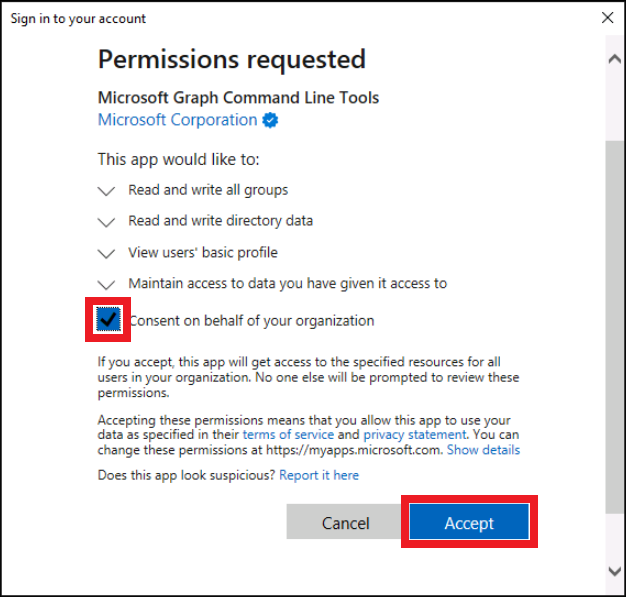 Sign in to your account
Permissions requested
Microsoft Graph Command Line Tools
Microsoft Corporation
This app would like to:
Read and write all groups
Read and write directory data
View users' basic profile
Maintain access to data you have given it access to
Consent on behalf of your organization
If you accept, this app will get access to the specified resources for all
users in your organization. No one else will be prompted to review these
permissions.
Accepting these permissions means that you allow this app to use your
data as specified in their terms of service and privacy statement. You can
change these permissions at https://myapps.microsoft.com. Show details
Does this app look suspicious? Report it here
Cancel Accept